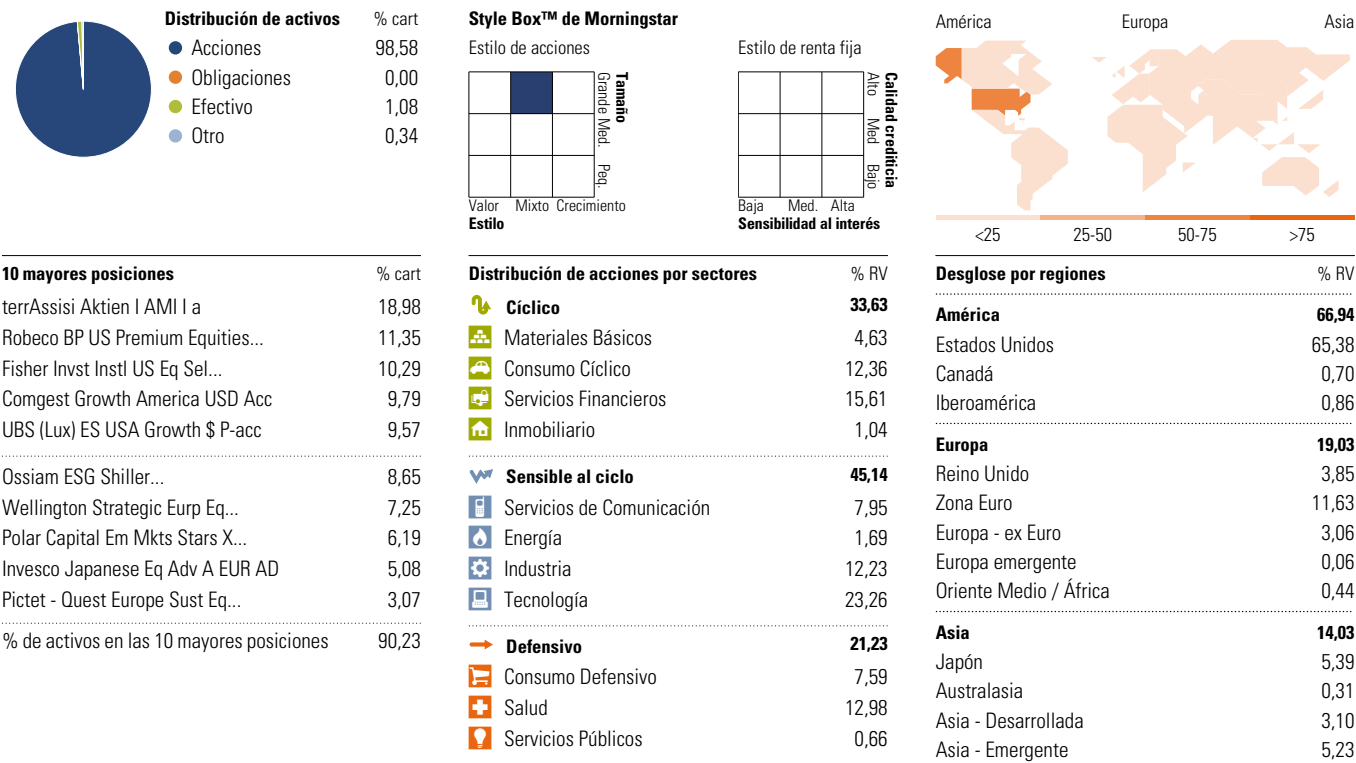 Distribución de activos % cart
Acciones 98,58
Obligaciones 0,00
Efectivo 1,08
Otro 0,34
Style Box™ de Morningstar
Estilo de acciones
Tamaño
Grande Med. Peq.
Valor Mixto Crecimiento
Estilo
Estilo de renta fija
Calidad crediticia
Alto Med Bajo
Baja Med. Alta
Sensibilidad al interés
América Europa Asia
<25 25-50 50-75 >75
10 mayores posiciones % cart
terrAssisi Aktien I AMI I a 18,98
Robeco BP US Premium Equities... 11,35
Fisher Invst Instl US Eq Sel... 10,29
Comgest Growth America USD Acc 9,79
UBS (Lux) ES USA Growth $ P-acc 9,57
Ossiam ESG Shiller... 8,65
Wellington Strategic Eurp Eq... 7,25
Polar Capital Em Mkts Stars X... 6,19
Invesco Japanese Eq Adv A EUR AD 5,08
Pictet - Quest Europe Sust Eq... 3,07
% de activos en las 10 mayores posiciones 90,23
Distribución de acciones por sectores % RV
Cíclico 33,63
Materiales Básicos 4,63
Consumo Cíclico 12,36
Servicios Financieros 15,61
Inmobiliario 1,04
Sensible al ciclo 45,14
Servicios de Comunicación 7,95
Energía 1,69
Industria 12,23
Tecnología 23,26
Defensivo 21,23
Consumo Defensivo 7,59
Salud 12,98
Servicios Públicos 0,66
Desglose por regiones % RV
América 66,94
Estados Unidos 65,38
Canadá 0,70
Iberoamérica 0,86
Europa 19,03
Reino Unido 3,85
Zona Euro 11,63
Europa - ex Euro 3,06
Europa emergente 0,06
Oriente Medio / África 0,44
Asia 14,03
Japón 5,39
Australasia 0,31
Asia - Desarrollada 3,10
Asia - Emergente 5,23